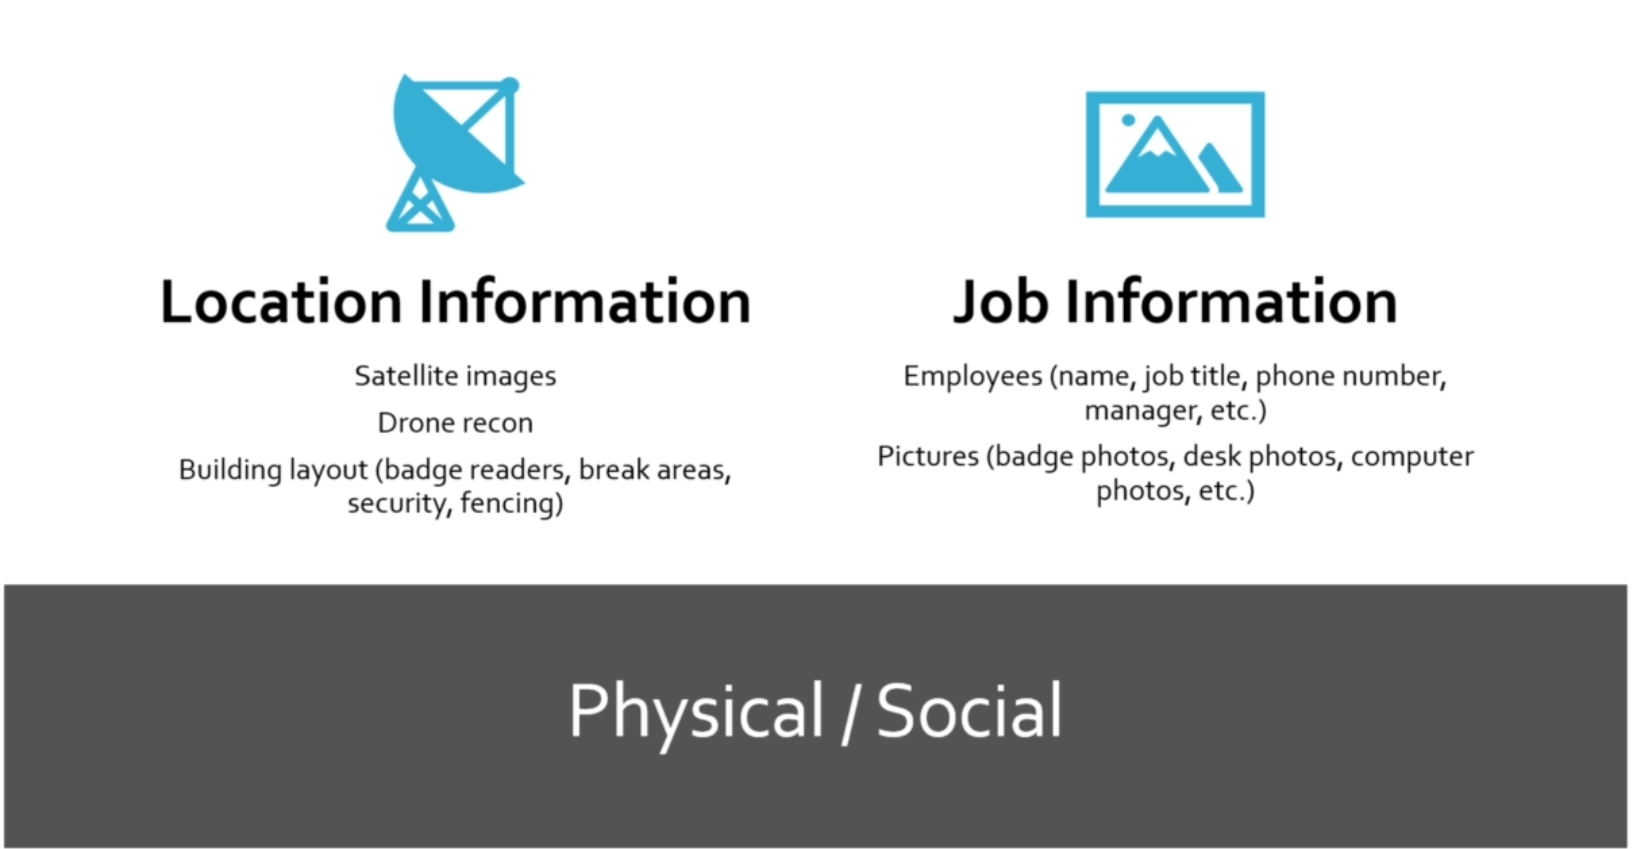 Location Information
Satellite images
Drone recon
Building layout (badge readers, break areas,
security, fencing)
Job Information
Employees (name, job title, phone number,
manager, etc.)
Pictures (badge photos, desk photos, computer
photos, etc.)
Physical / Social